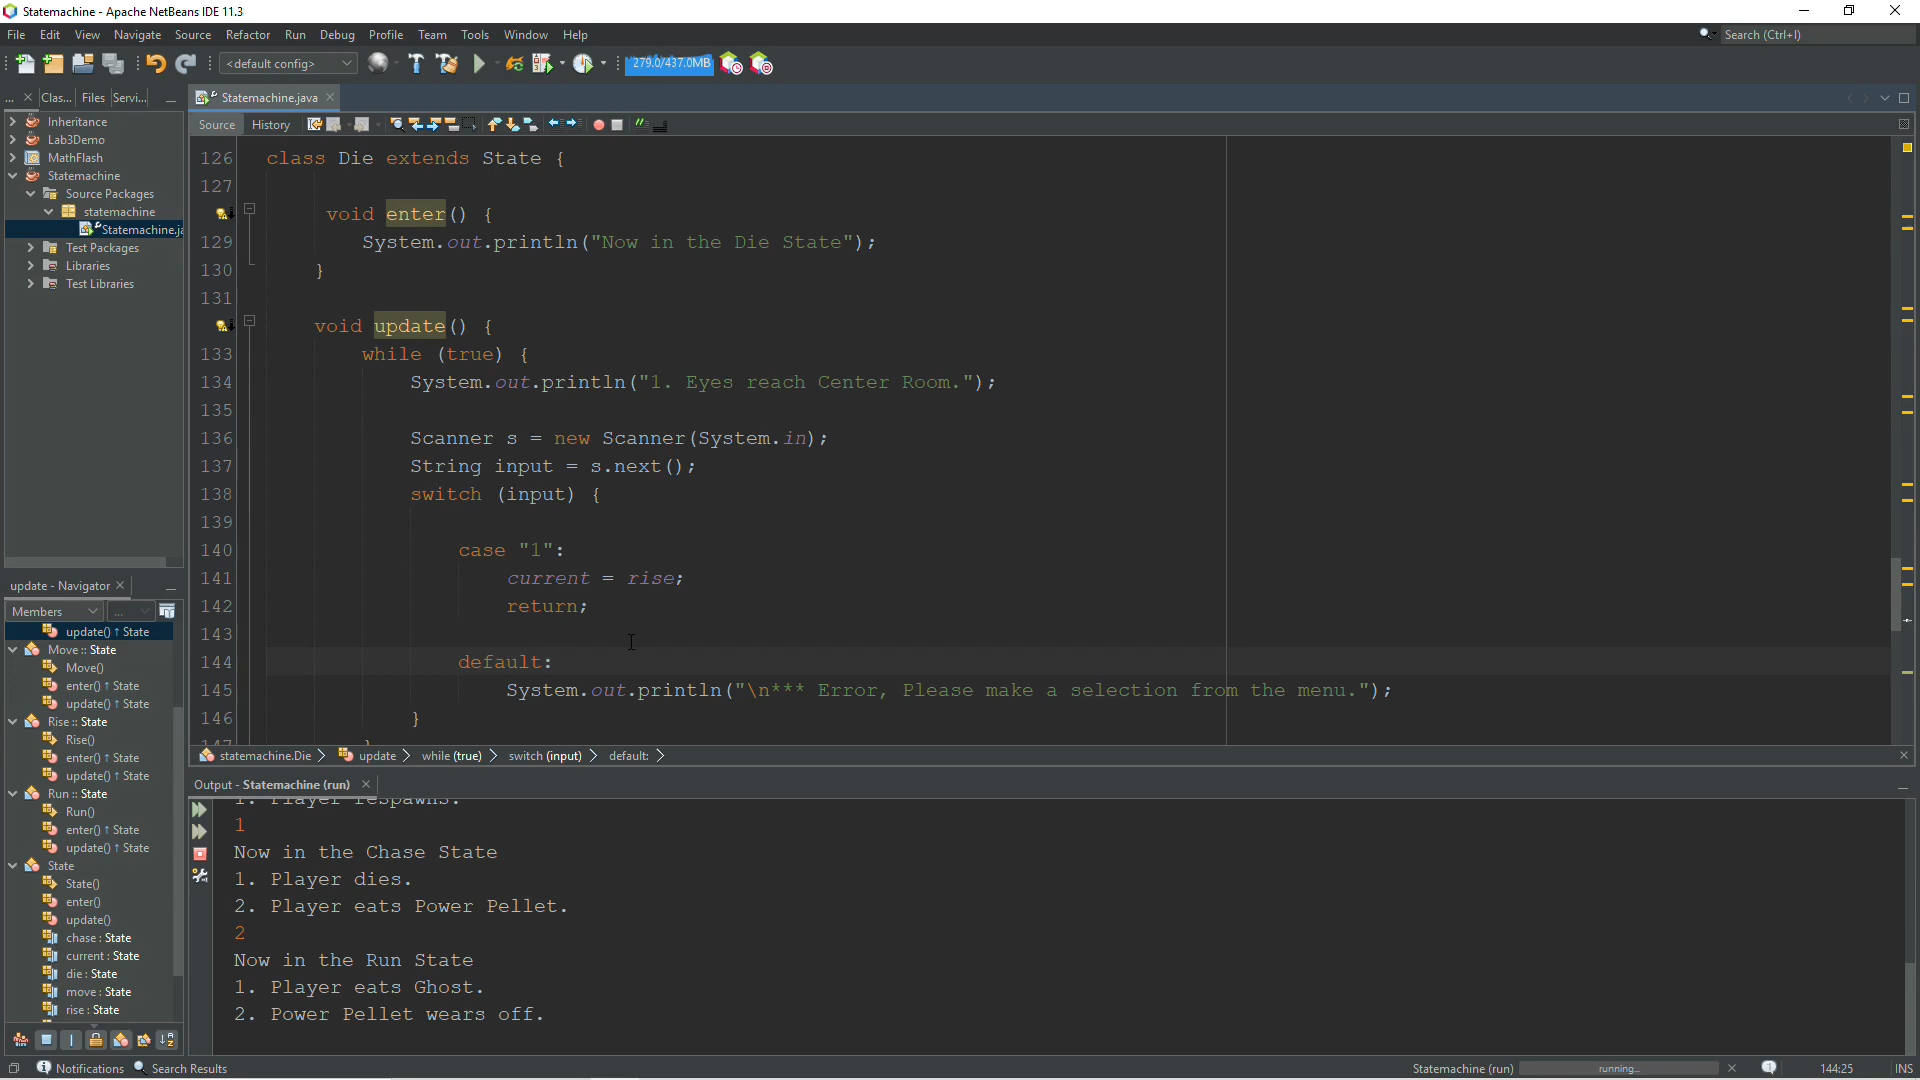 Statemachine - Apache NetBeans IDE 11.3
File Edit View Navigate Source Refactor Run Debug Profile Team Tools Window Help
Search (Ctrl+I)
<default config>
279.0/437.0MB
... Clas... Files Servi...
Statemachine.java
Source History
Inheritance
Lab3Demo
MathFlash
Statemachine
Source Packages
statemachine
Statemachine.ja
Test Packages
Libraries
Test Libraries
126 class Die extends State {
127
void enter() {
129 System.out.println("Now in the Die State");
130 }
131
void update() {
133 while (true) {
134 System.out.println("1. Eyes reach Center Room.");
135
136 Scanner s = new Scanner(System.in);
137 String input = s.next();
138 switch (input) {
139
140 case "1":
141 current = rise;
142 return;
143
144 default:
145 System.out.println("\n*** Error, Please make a selection from the menu.");
146 }
147 }
statemachine.Die update while (true) switch (input) default:
update - Navigator
Members ...
update() ↑ State
Move :: State
Move()
enter() ↑ State
update() ↑ State
Rise :: State
Rise()
enter() ↑ State
update() ↑ State
Run :: State
Run()
enter() ↑ State
update() ↑ State
State
State()
enter()
update()
chase : State
current : State
die : State
move : State
rise : State
Output - Statemachine (run)
1. Player respawns.
1
Now in the Chase State
1. Player dies.
2. Player eats Power Pellet.
2
Now in the Run State
1. Player eats Ghost.
2. Power Pellet wears off.
Notifications Search Results
Statemachine (run) running... 144:25 INS